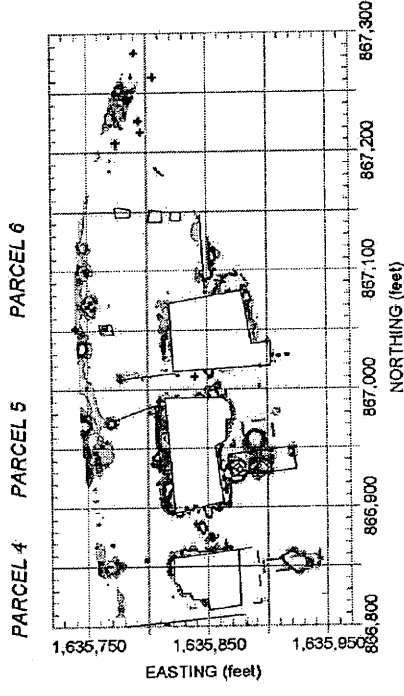 PARCEL 4
PARCEL 5
PARCEL 6
866,800
866,900
867,000
867,100
867,200
867,300
NORTHING (feet)
1,635,750
1,635,850
1,635,950
EASTING (feet)